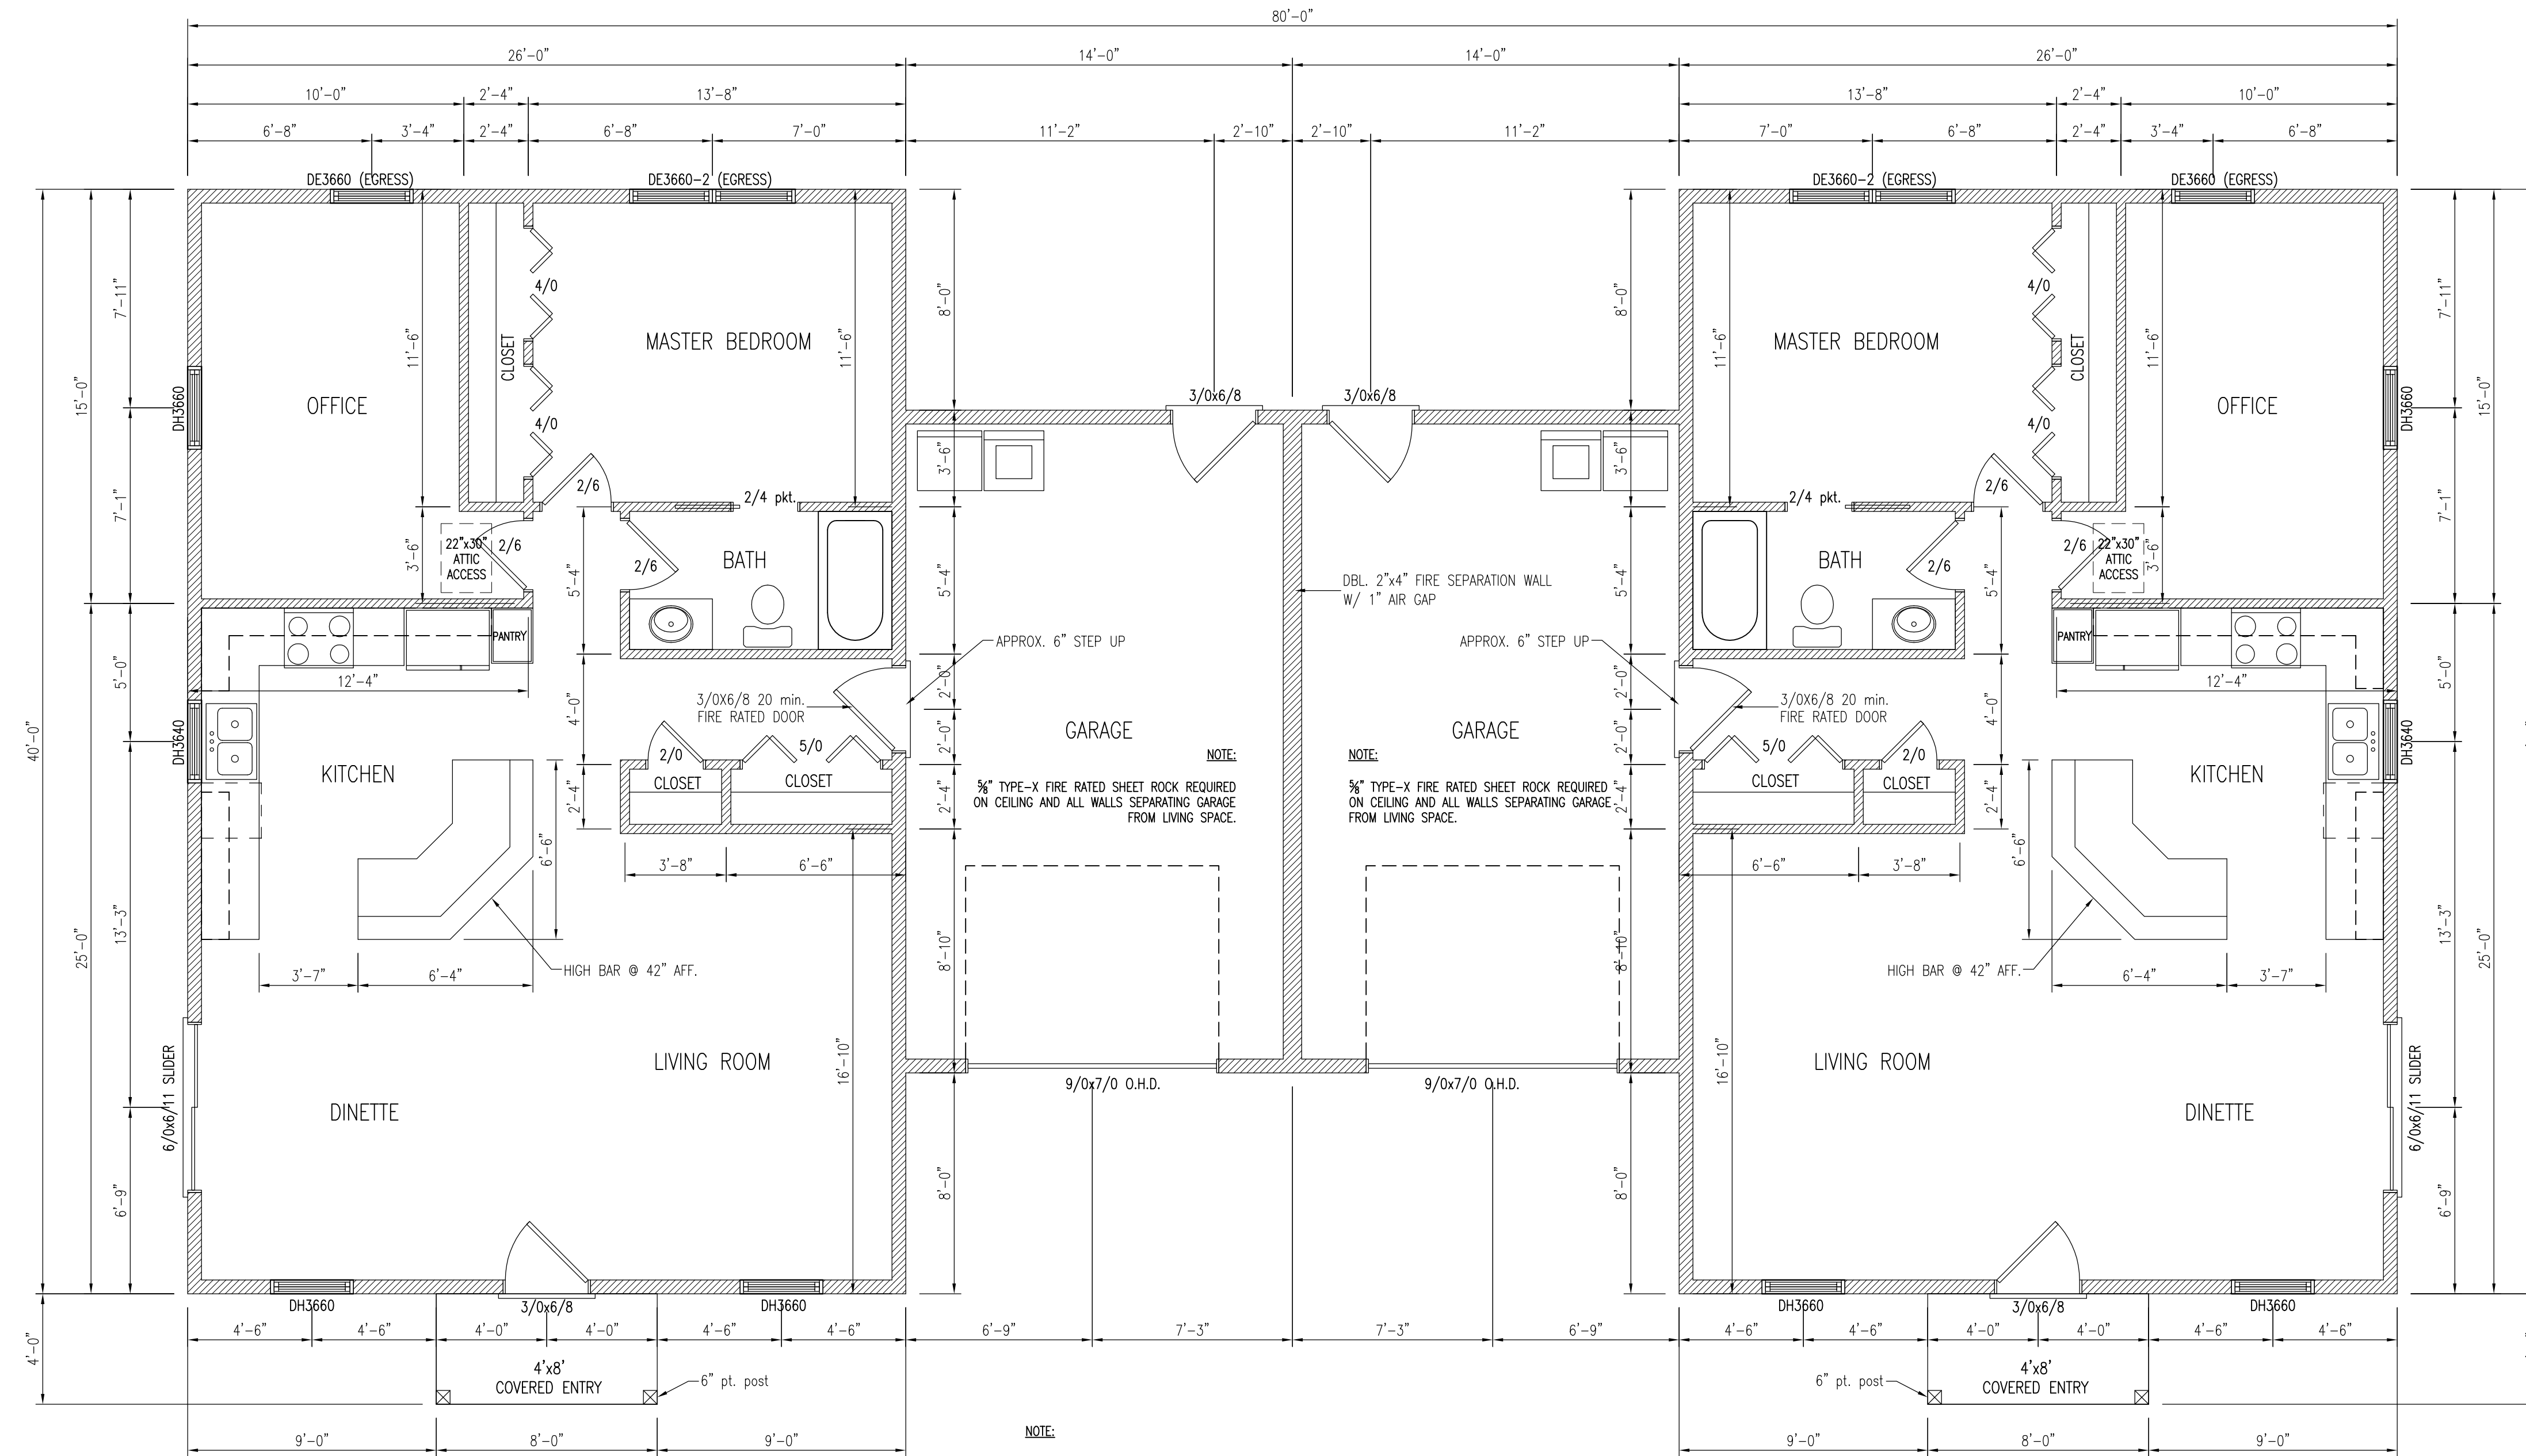 80'-0"
26'-0" 14'-0" 14'-0" 26'-0"
10'-0" 2'-4" 13'-8" 13'-8" 2'-4" 10'-0"
6'-8" 3'-4" 2'-4" 6'-8" 7'-0" 11'-2" 2'-10" 2'-10" 11'-2" 7'-0" 6'-8" 2'-4" 3'-4" 6'-8"
DE3660 (EGRESS) DE3660-2 (EGRESS) DE3660-2 (EGRESS) DE3660 (EGRESS)
7'-11" 8'-0" 8'-0" 7'-11"
4/0 4/0
11'-6" CLOSET MASTER BEDROOM 11'-6" 11'-6" MASTER BEDROOM CLOSET 11'-6"
15'-0" DH3660 OFFICE 3/0x6/8 3/0x6/8 OFFICE DH3660 15'-0"
4/0 4/0
3'-6" 3'-6"
2/6 2/4 pkt. 2/4 pkt. 2/6
7'-1" 7'-1"
3'-6" 22"x30" 2/6 2/6 22"x30" 3'-6"
ATTIC ATTIC
ACCESS ACCESS
5'-4" 2/6 BATH 5'-4" 5'-4" BATH 2/6 5'-4"
DBL. 2"x4" FIRE SEPARATION WALL
W/ 1" AIR GAP
PANTRY APPROX. 6" STEP UP APPROX. 6" STEP UP PANTRY
5'-0" 12'-4" 2'-0" 2'-0" 12'-4" 5'-0"
40'-0" 4'-0" 3/0X6/8 20 min. 3/0X6/8 20 min. 4'-0"
FIRE RATED DOOR FIRE RATED DOOR
DH3640 2/0 5/0 2'-0" GARAGE GARAGE 2'-0" 5/0 2/0 DH3640
KITCHEN KITCHEN
NOTE: NOTE:
2'-4" CLOSET CLOSET 2'-4" 2'-4" CLOSET CLOSET 2'-4"
⅝" TYPE-X FIRE RATED SHEET ROCK REQUIRED ⅝" TYPE-X FIRE RATED SHEET ROCK REQUIRED
ON CEILING AND ALL WALLS SEPARATING GARAGE ON CEILING AND ALL WALLS SEPARATING GARAGE
FROM LIVING SPACE. FROM LIVING SPACE.
6'-6" 3'-8" 6'-6" 6'-6" 3'-8" 6'-6"
25'-0" 13'-3" 8'-10" 8'-10" 13'-3" 25'-0"
3'-7" 6'-4" HIGH BAR @ 42" AFF. HIGH BAR @ 42" AFF. 6'-4" 3'-7"
LIVING ROOM 16'-10" 16'-10" LIVING ROOM
6/0x6/11 SLIDER DINETTE 9/0x7/0 O.H.D. 9/0x7/0 O.H.D. DINETTE 6/0x6/11 SLIDER
6'-9" 8'-0" 8'-0" 6'-9"
DH3660 3/0x6/8 DH3660 DH3660 3/0x6/8 DH3660
4'-6" 4'-6" 4'-0" 4'-0" 4'-6" 4'-6" 6'-9" 7'-3" 7'-3" 6'-9" 4'-6" 4'-6" 4'-0" 4'-0" 4'-6" 4'-6"
4'-0" 4'x8' 4'x8'
COVERED ENTRY 6" pt. post 6" pt. post COVERED ENTRY
NOTE:
9'-0" 8'-0" 9'-0" 9'-0" 8'-0" 9'-0"